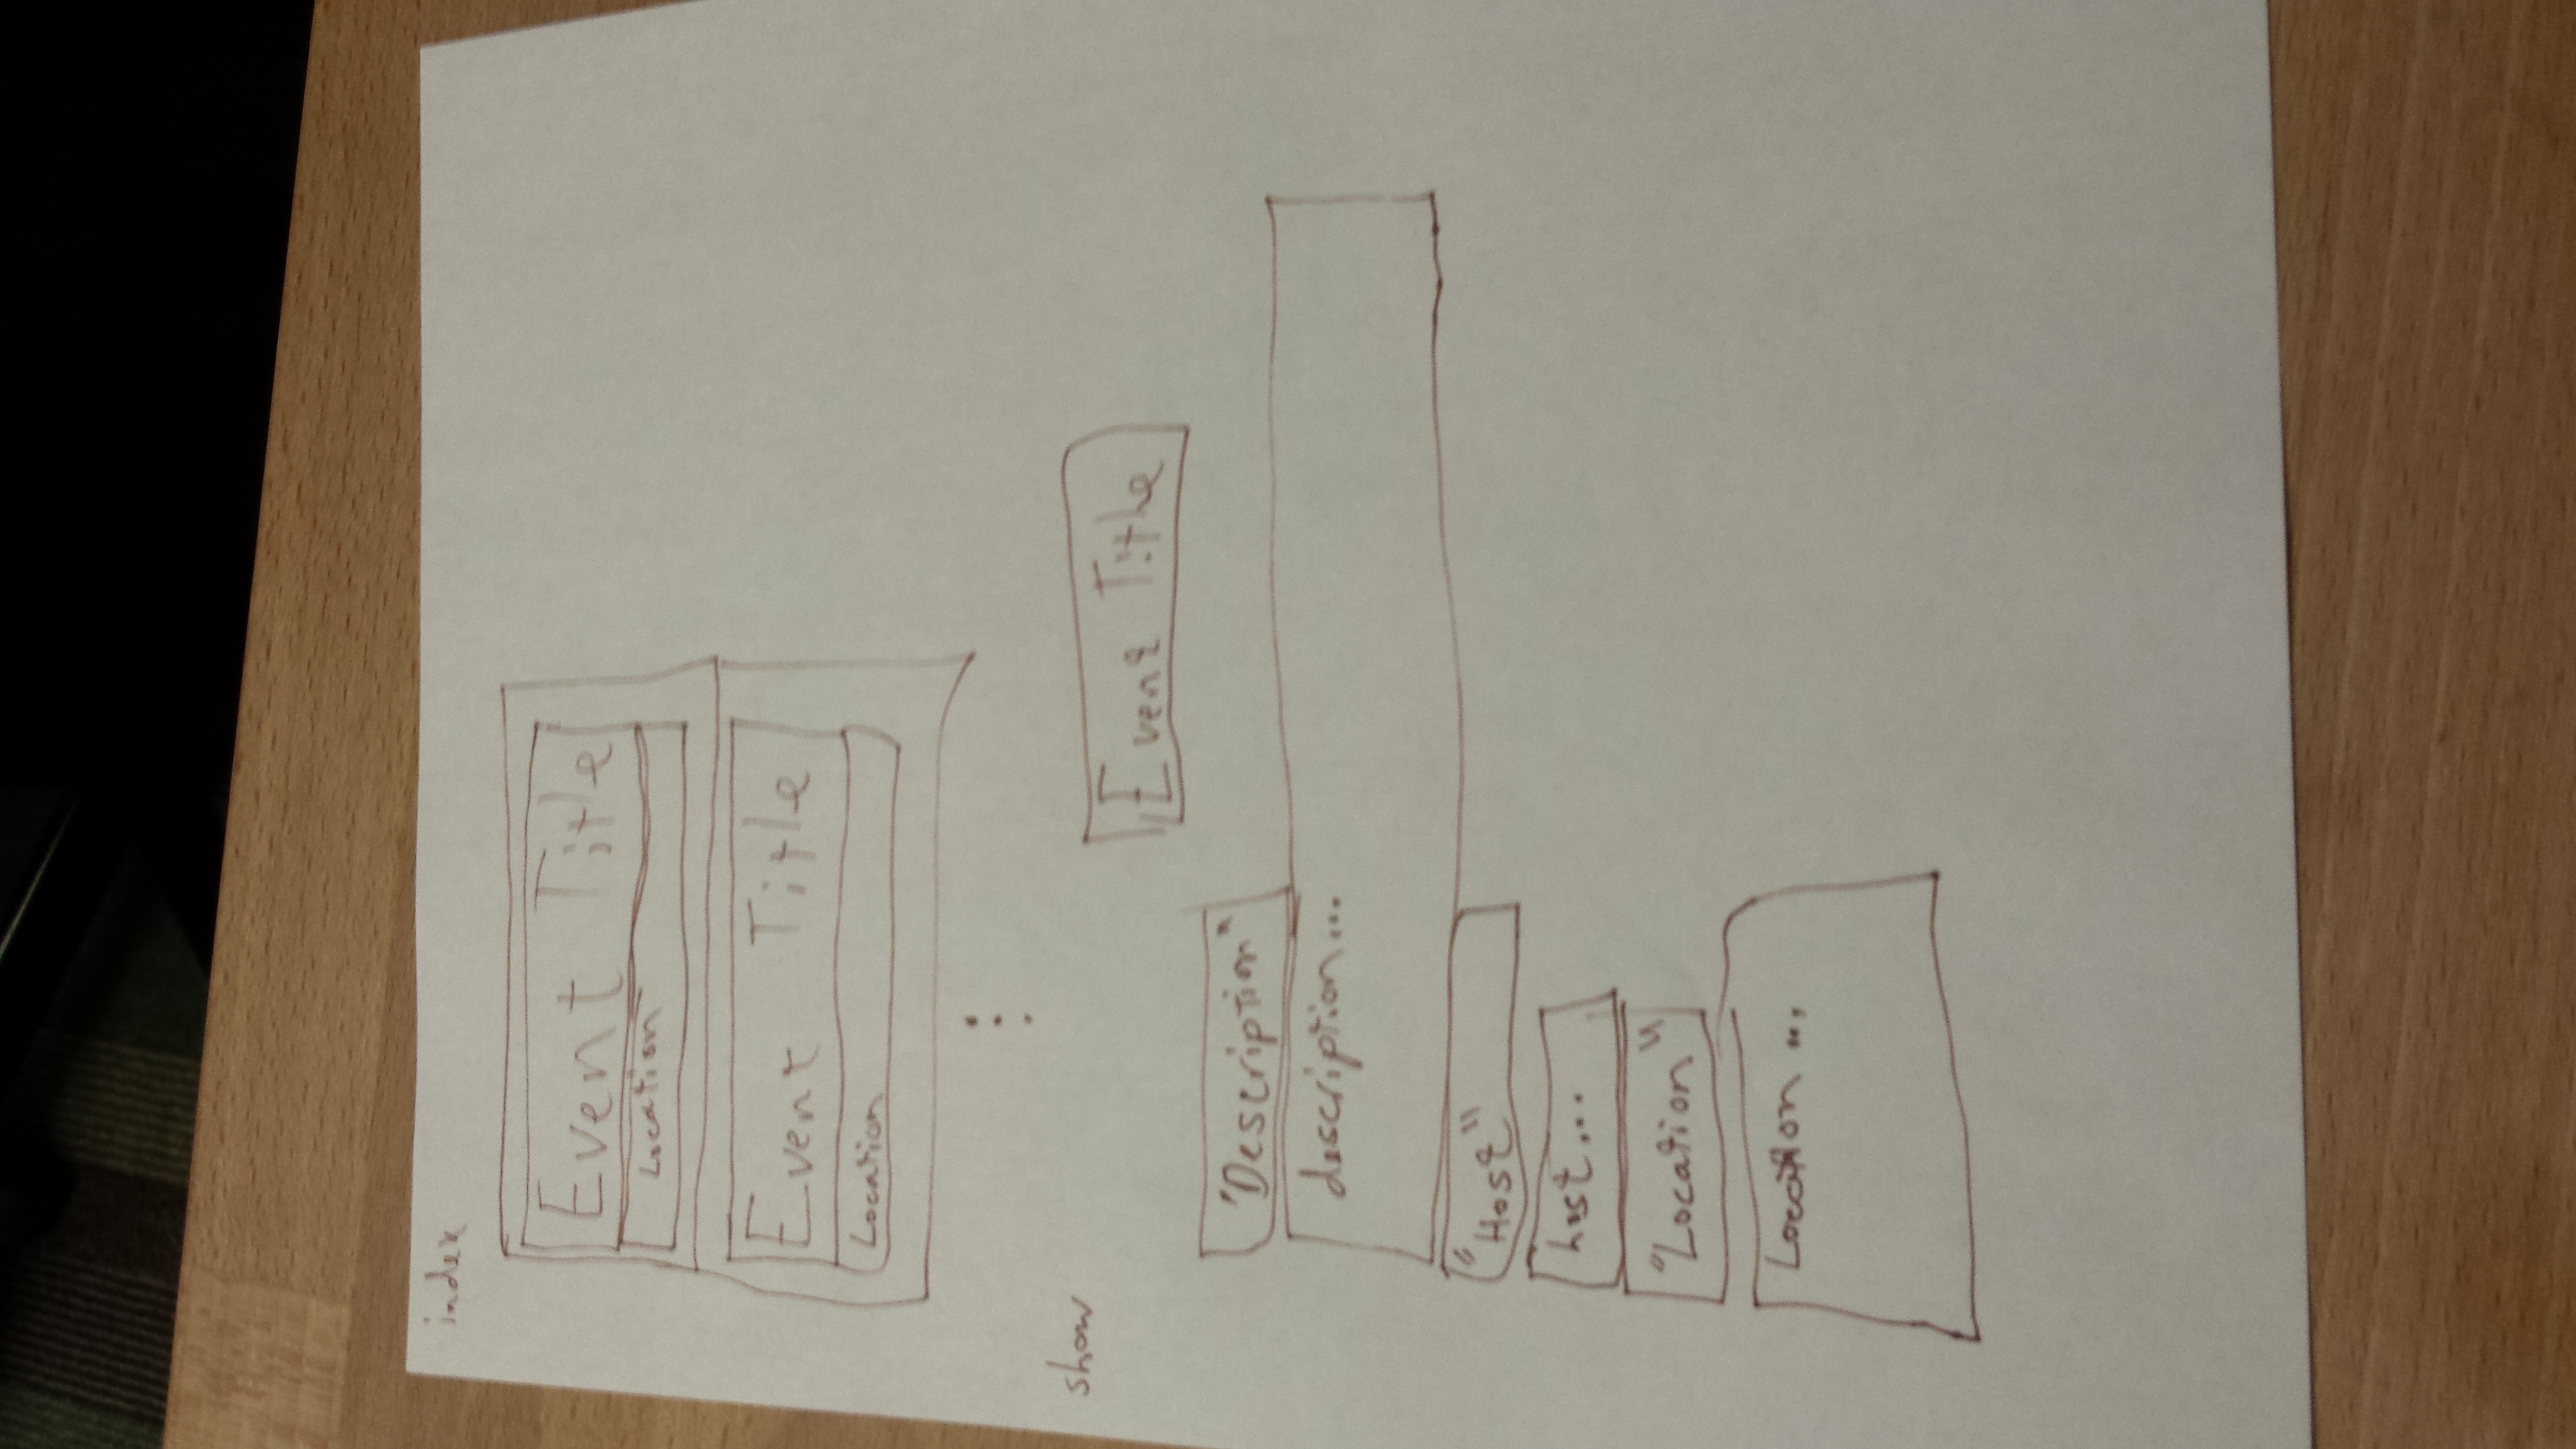 index
Event Title
Location
Event Title
Location
show
Event Title
"Description"
description...
"Host"
host...
"Location"
Location...